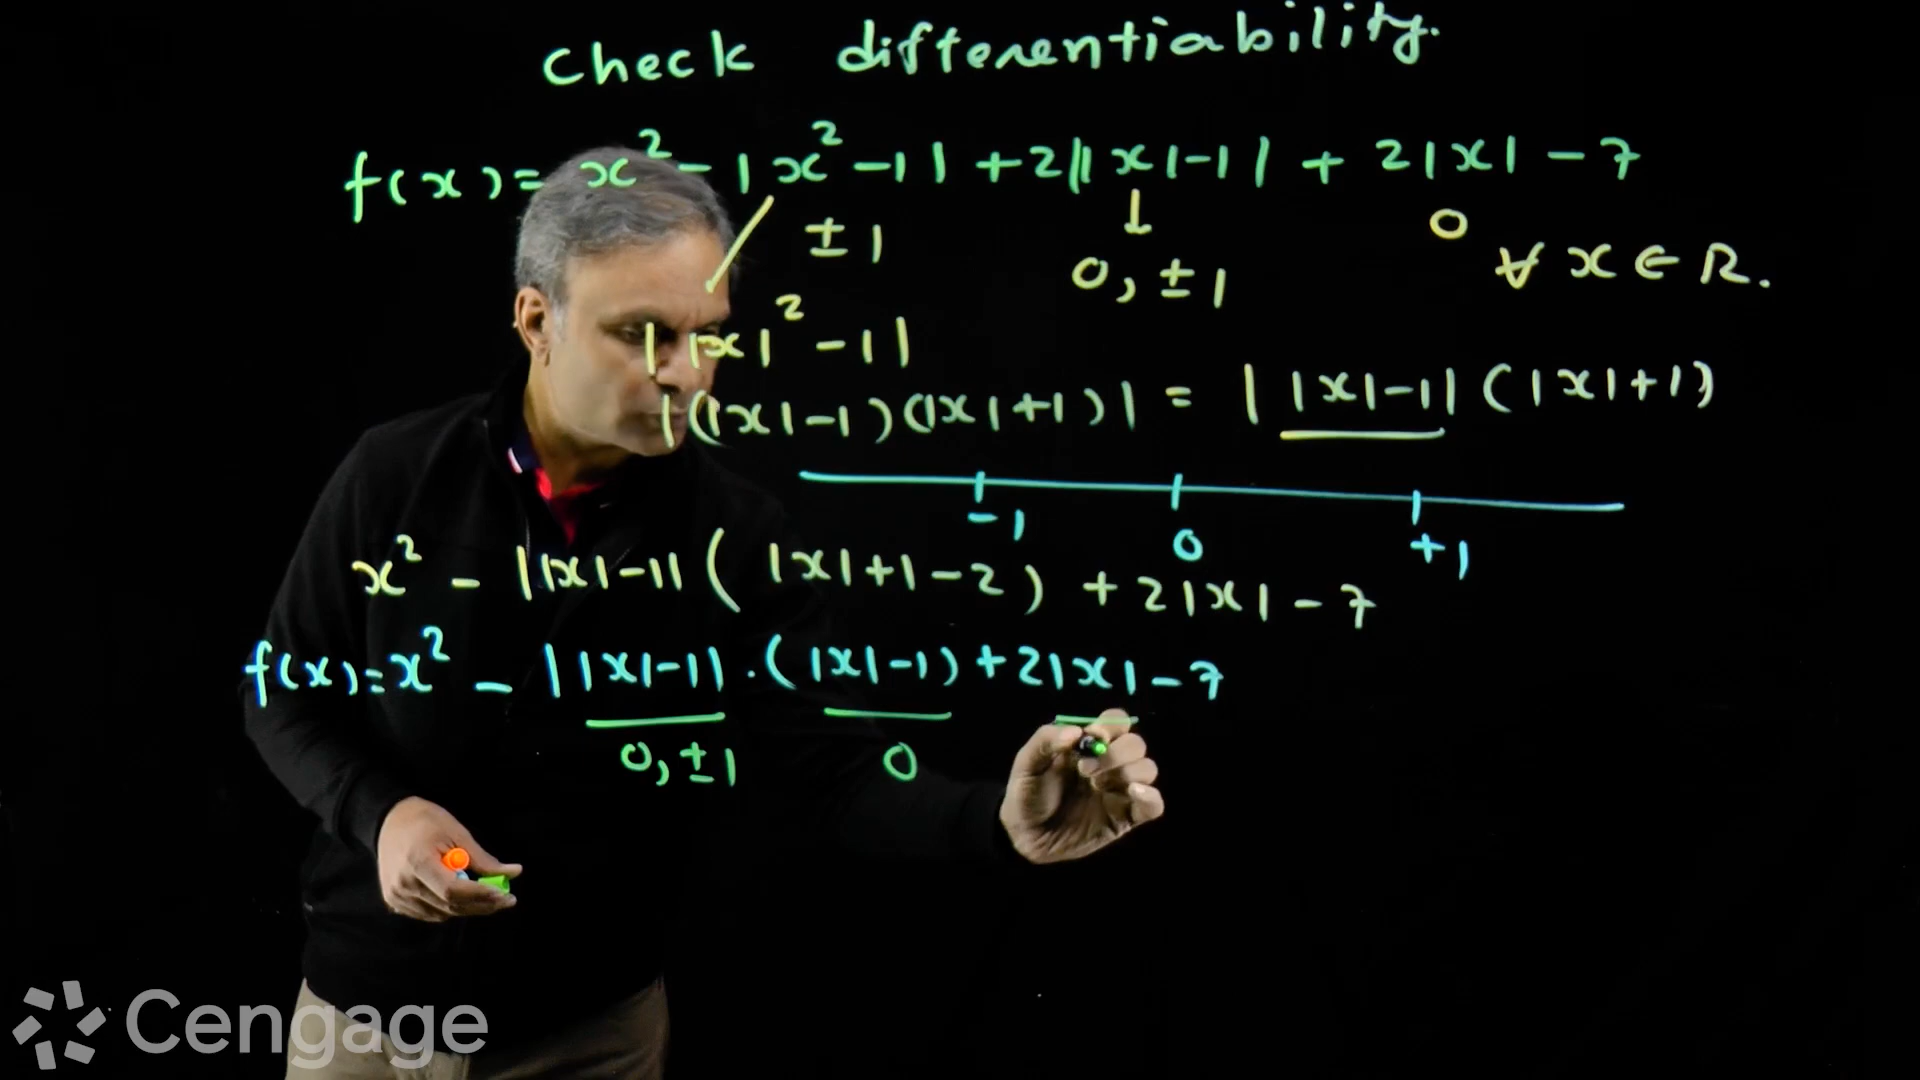 Check differentiability.
f(x) = x² - |x² - 1| + 2||x| - 1| + 2|x| - 7
± 1
0, ± 1
0
∀ x ∈ R.
||x|² - 1|
|(|x| - 1)(|x| + 1)| = ||x| - 1|(|x| + 1)
-1 0 +1
x² - ||x| - 1|(|x| + 1 - 2) + 2|x| - 7
f(x) = x² - ||x| - 1| · (|x| - 1) + 2|x| - 7
0, ± 1 0
Cengage